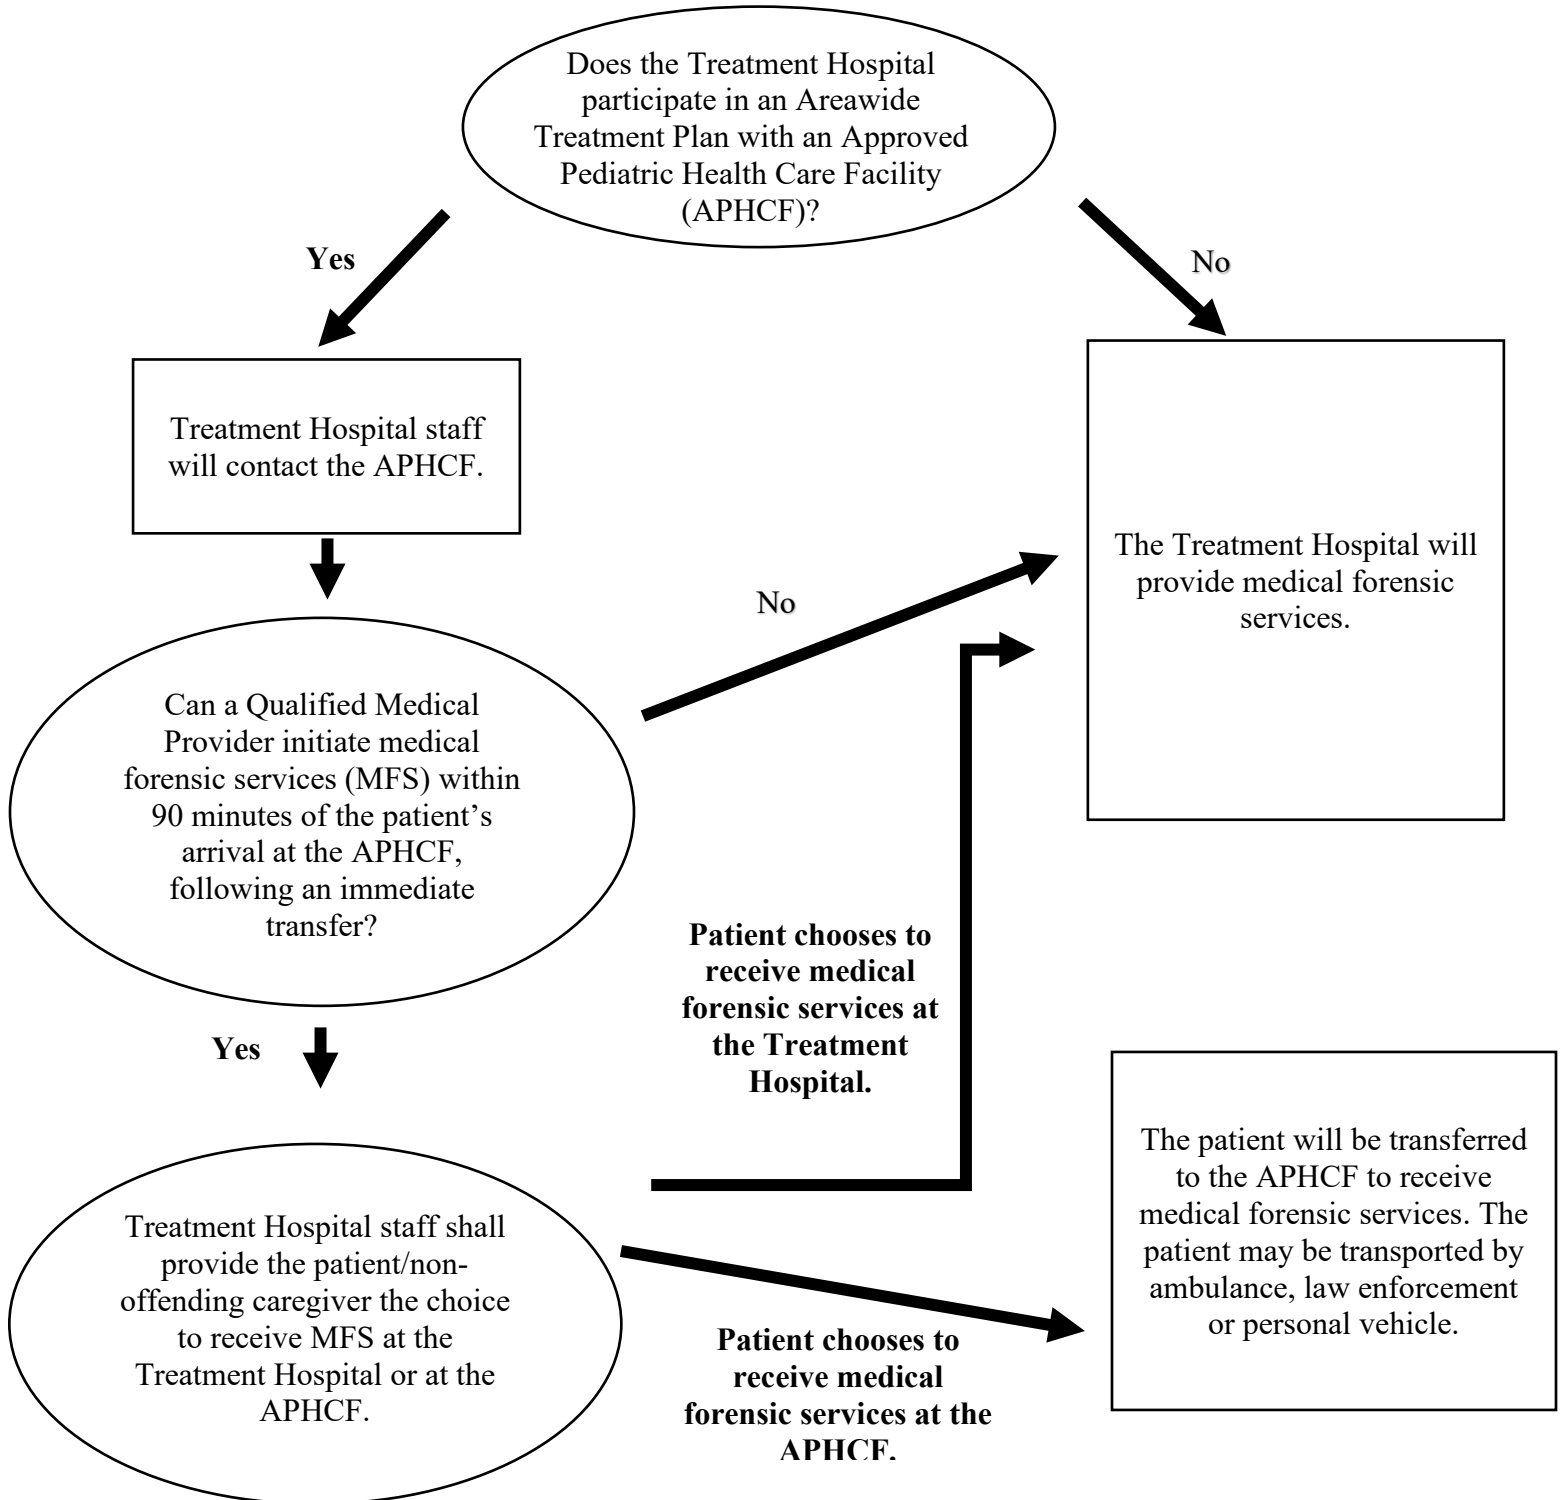 Does the Treatment Hospital
participate in an Areawide
Treatment Plan with an Approved
Pediatric Health Care Facility
(APHCF)?
Yes
No
Treatment Hospital staff
will contact the APHCF.
The Treatment Hospital will
provide medical forensic
services.
No
Can a Qualified Medical
Provider initiate medical
forensic services (MFS) within
90 minutes of the patient’s
arrival at the APHCF,
following an immediate
transfer?
Patient chooses to
receive medical
forensic services at
the Treatment
Hospital.
Yes
The patient will be transferred
to the APHCF to receive
medical forensic services. The
patient may be transported by
ambulance, law enforcement
or personal vehicle.
Treatment Hospital staff shall
provide the patient/non-
offending caregiver the choice
to receive MFS at the
Treatment Hospital or at the
APHCF.
Patient chooses to
receive medical
forensic services at the
APHCF.